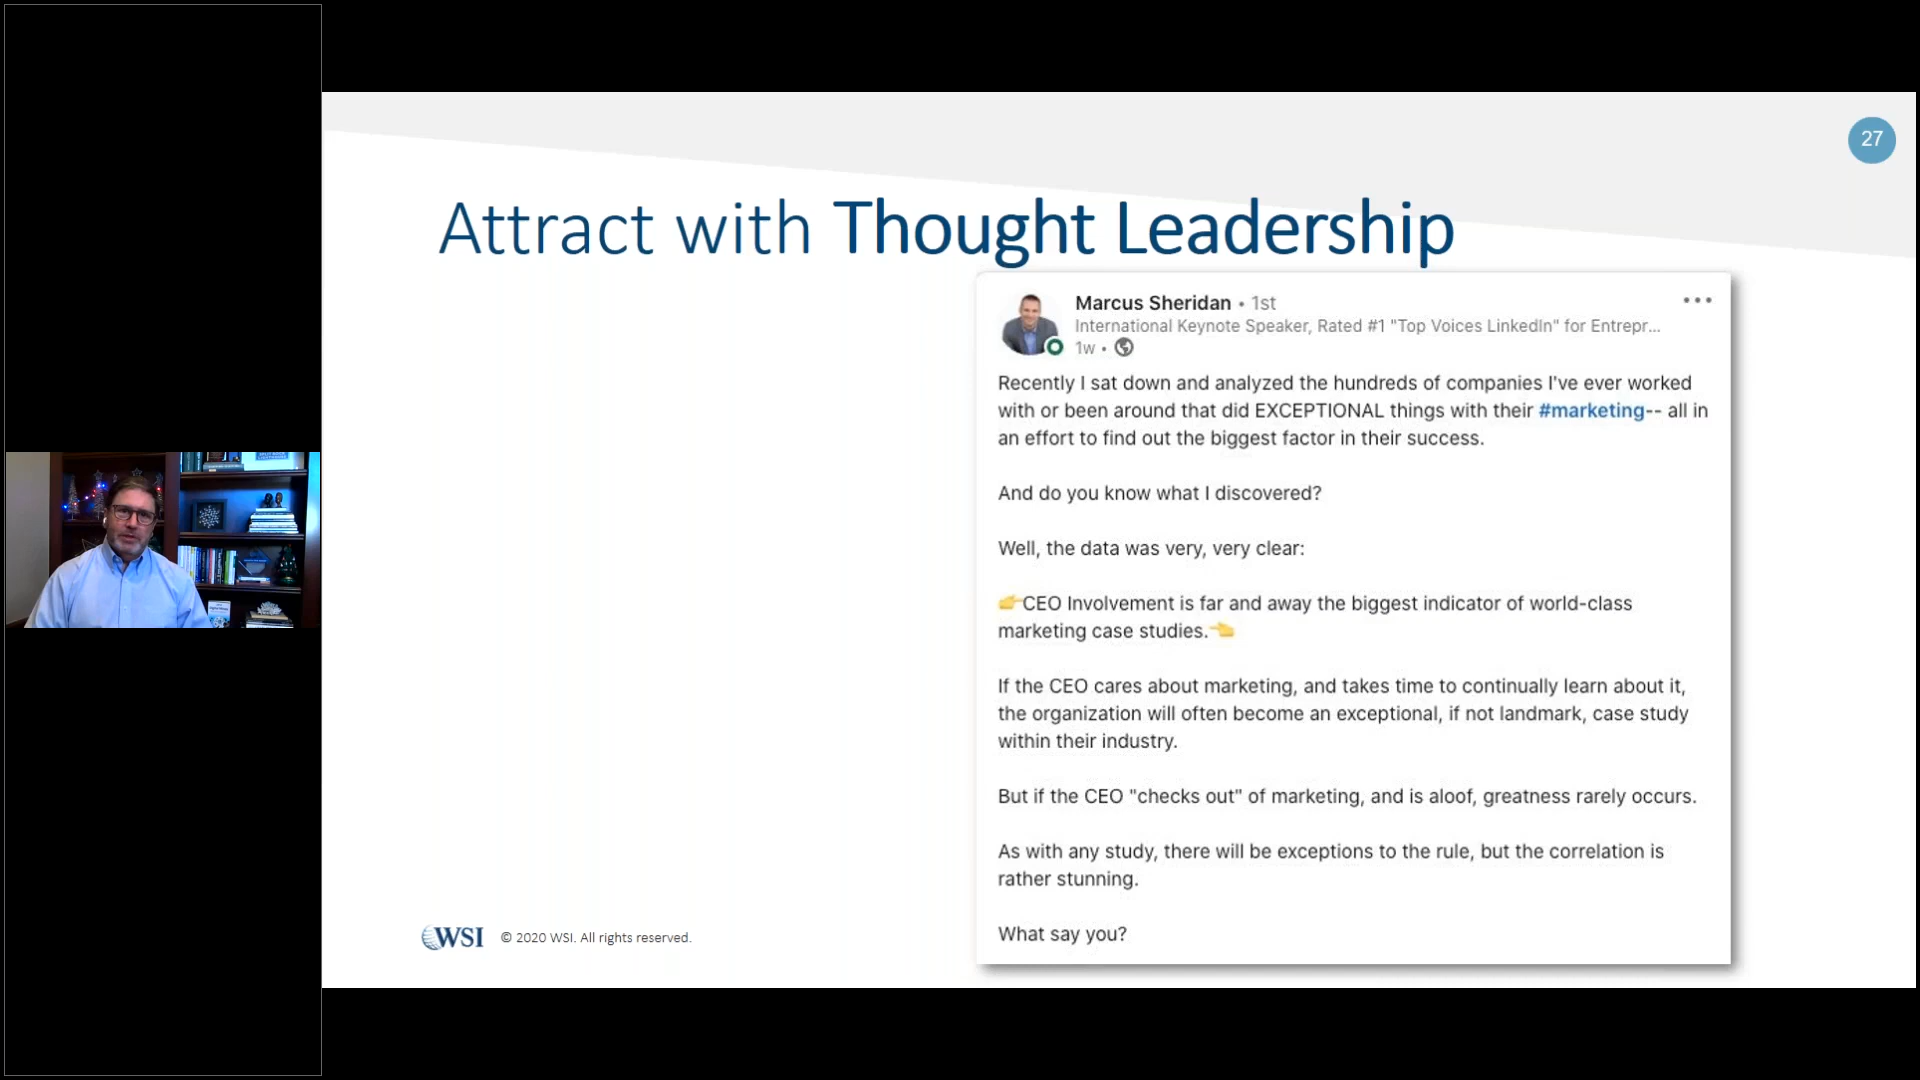 27
Attract with Thought Leadership
Marcus Sheridan • 1st
International Keynote Speaker, Rated #1 "Top Voices LinkedIn" for Entrepr...
1w •
Recently I sat down and analyzed the hundreds of companies I've ever worked
with or been around that did EXCEPTIONAL things with their #marketing-- all in
an effort to find out the biggest factor in their success.
And do you know what I discovered?
Well, the data was very, very clear:
👉CEO Involvement is far and away the biggest indicator of world-class
marketing case studies.👈
If the CEO cares about marketing, and takes time to continually learn about it,
the organization will often become an exceptional, if not landmark, case study
within their industry.
But if the CEO "checks out" of marketing, and is aloof, greatness rarely occurs.
As with any study, there will be exceptions to the rule, but the correlation is
rather stunning.
What say you?
WSI © 2020 WSI. All rights reserved.